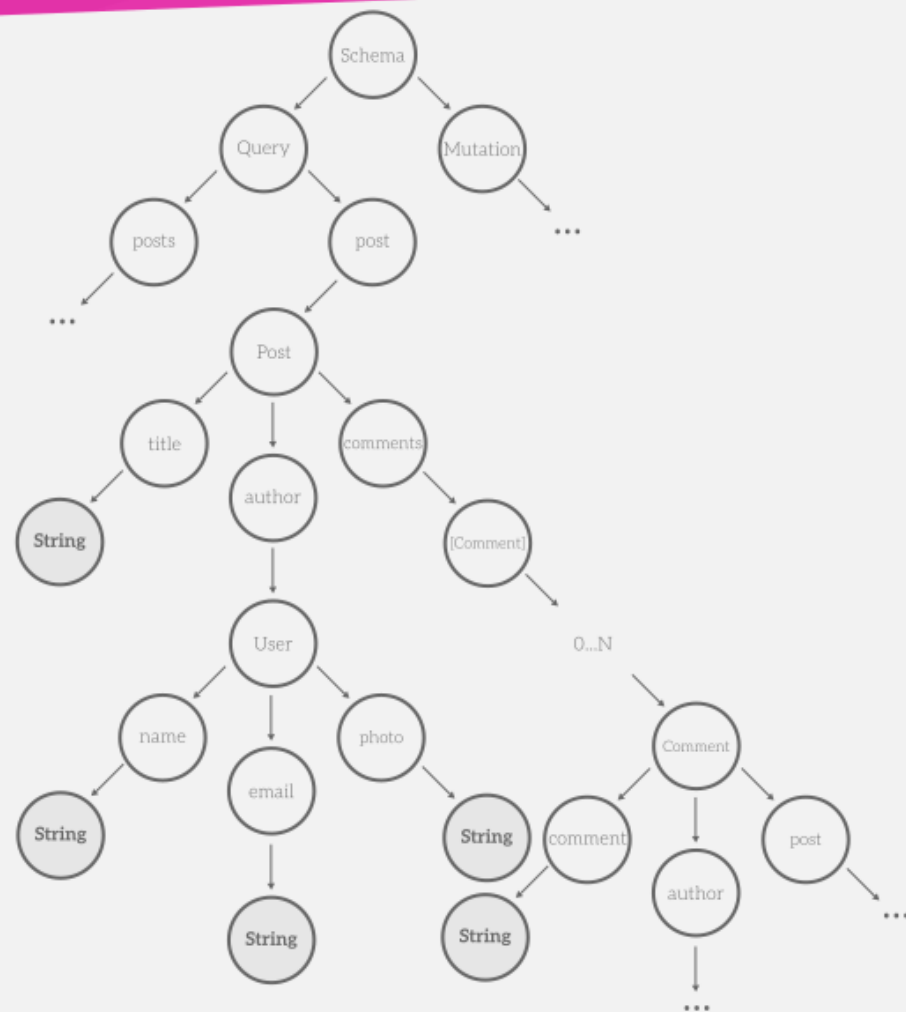 Schema
Query
Mutation
posts
post
...
...
Post
title
comments
author
String
[Comment]
User
0...N
name
photo
Comment
email
String
String
comment
post
author
String
String
...
...